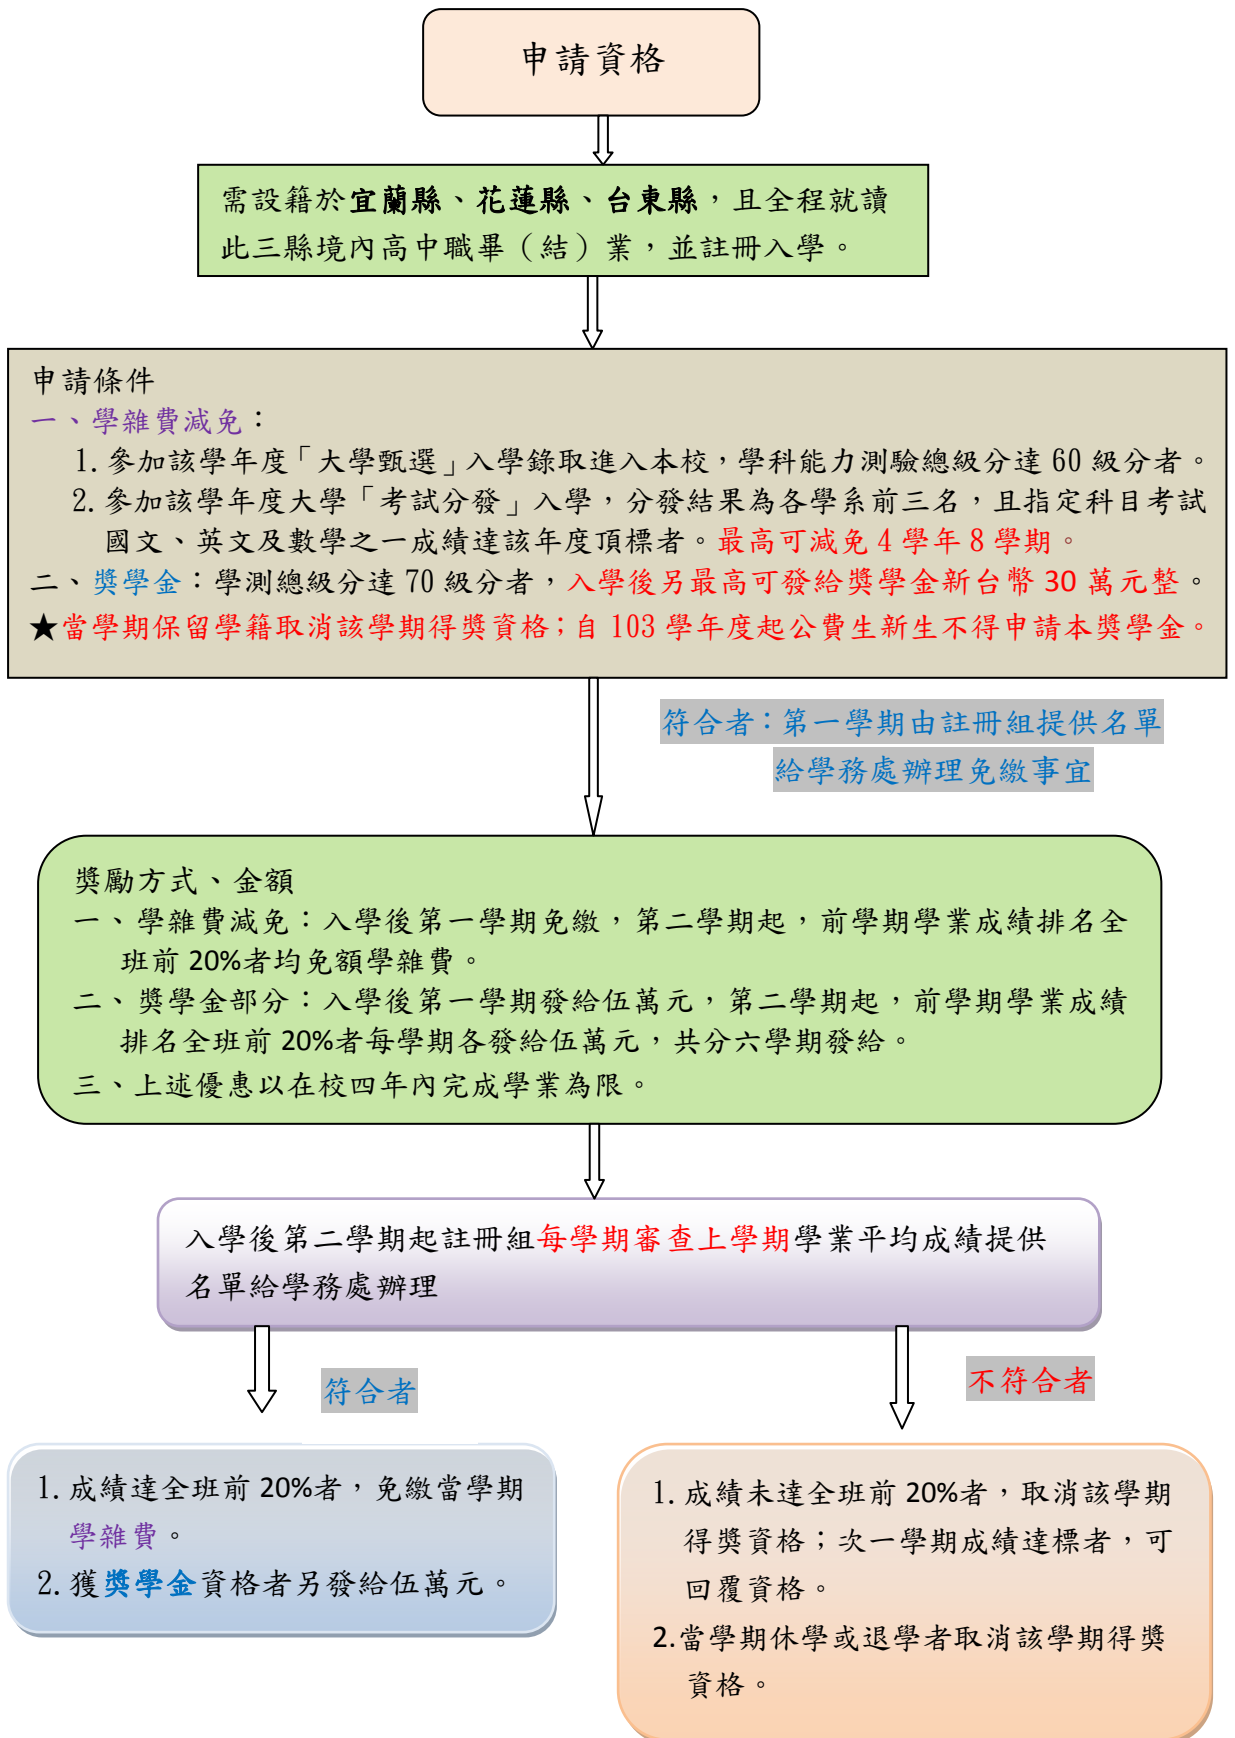 申請資格
需設籍於宜蘭縣、花蓮縣、台東縣，且全程就讀
此三縣境內高中職畢（結）業，並註冊入學。
申請條件
一、學雜費減免：
1. 參加該學年度「大學甄選」入學錄取進入本校，學科能力測驗總級分達 60 級分者。
2. 參加該學年度大學「考試分發」入學，分發結果為各學系前三名，且指定科目考試
國文、英文及數學之一成績達該年度頂標者。最高可減免 4 學年 8 學期。
二、獎學金：學測總級分達 70 級分者，入學後另最高可發給獎學金新台幣 30 萬元整。
★當學期保留學籍取消該學期得獎資格；自 103 學年度起公費生新生不得申請本獎學金。
符合者：第一學期由註冊組提供名單
給學務處辦理免繳事宜
獎勵方式、金額
一、學雜費減免：入學後第一學期免繳，第二學期起，前學期學業成績排名全
班前 20%者均免額學雜費。
二、獎學金部分：入學後第一學期發給伍萬元，第二學期起，前學期學業成績
排名全班前 20%者每學期各發給伍萬元，共分六學期發給。
三、上述優惠以在校四年內完成學業為限。
入學後第二學期起註冊組每學期審查上學期學業平均成績提供
名單給學務處辦理
符合者
不符合者
1. 成績達全班前 20%者，免繳當學期
學雜費。
2. 獲獎學金資格者另發給伍萬元。
1. 成績未達全班前 20%者，取消該學期
得獎資格；次一學期成績達標者，可
回覆資格。
2.當學期休學或退學者取消該學期得獎
資格。